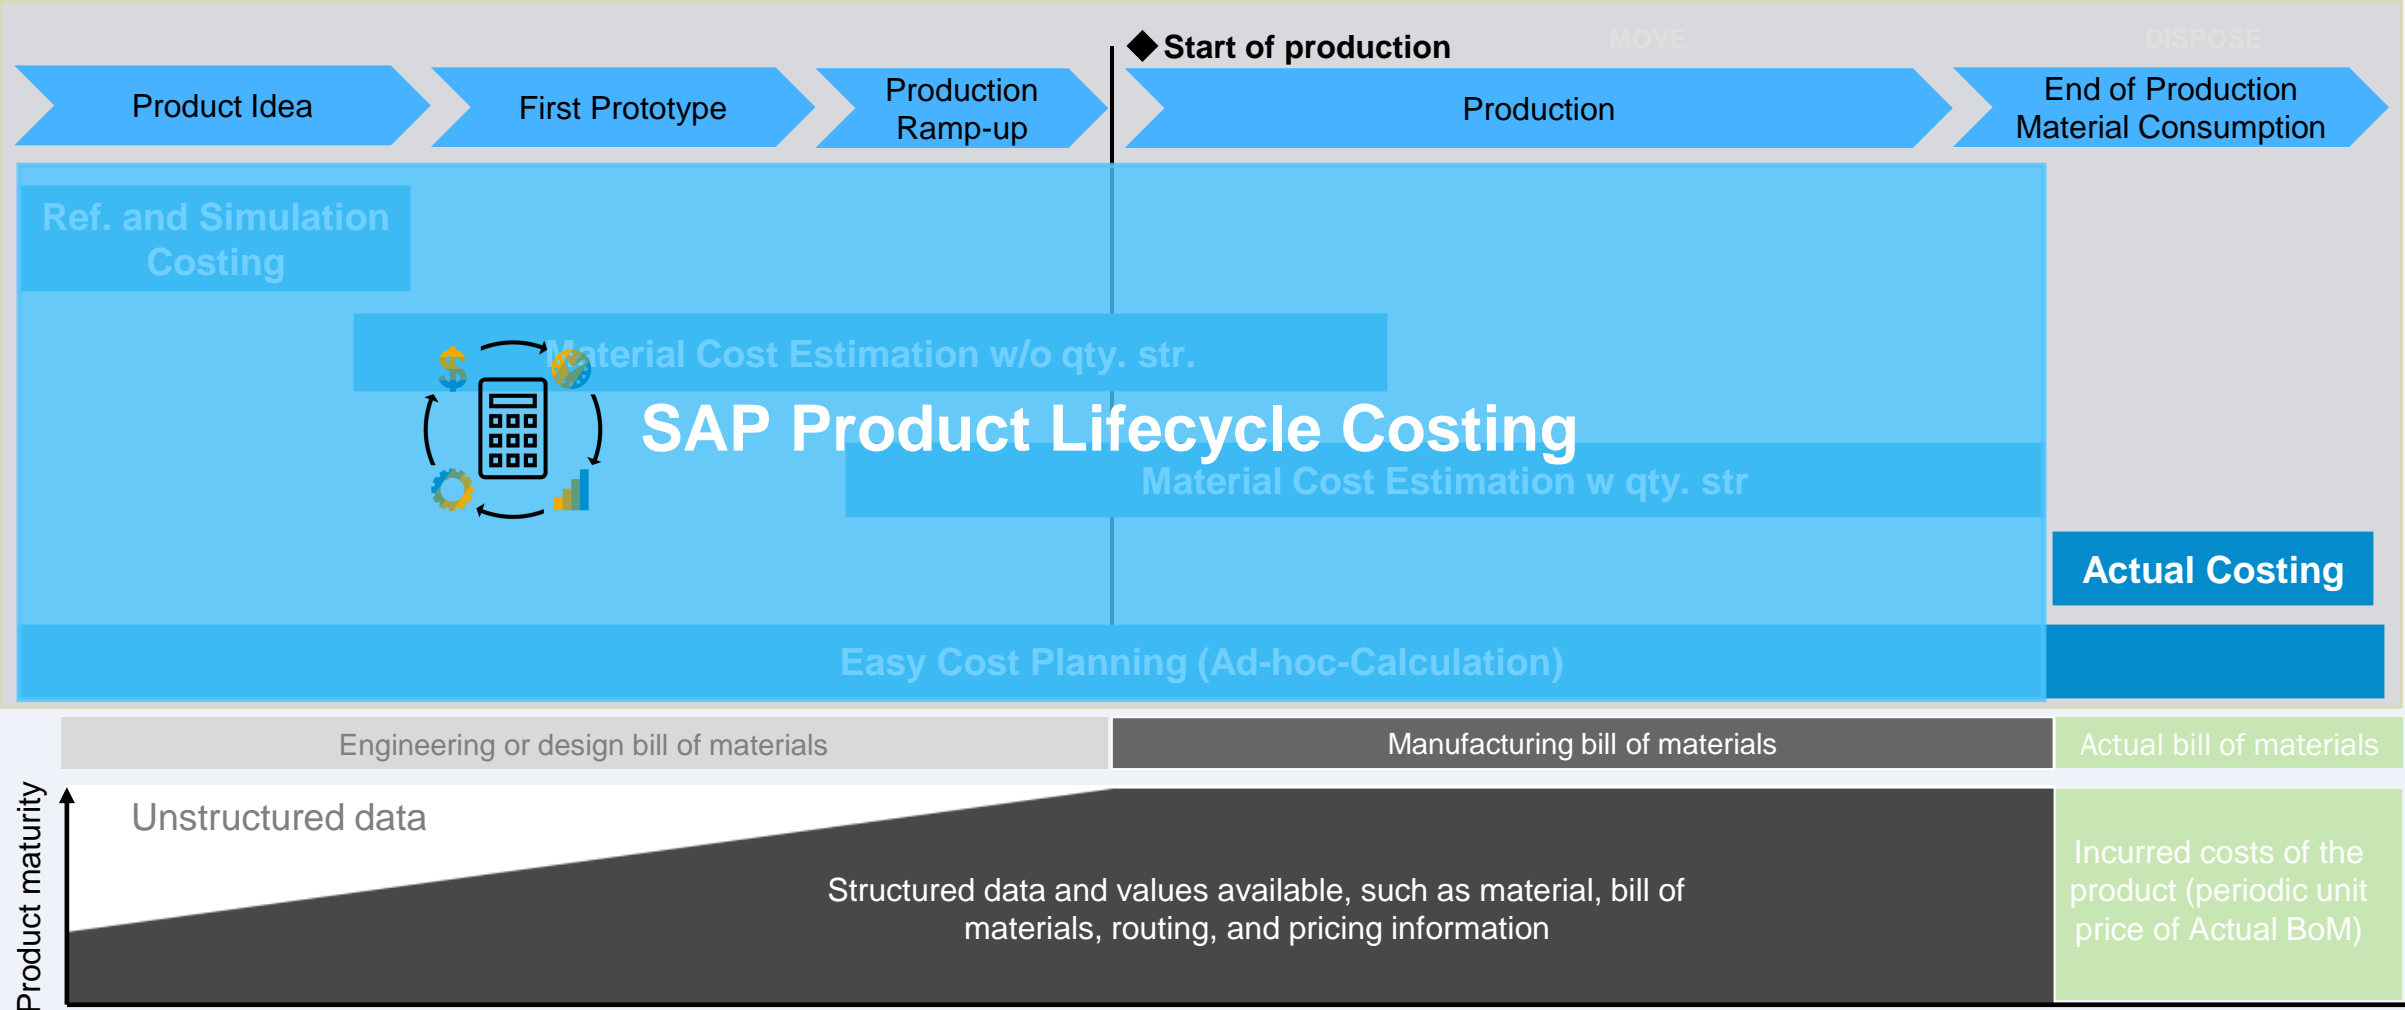 MOVE
DISPOSE
Start of production
Product Idea
First Prototype
Production
Ramp-up
Production
End of Production
Material Consumption
Ref. and Simulation
Costing
Material Cost Estimation w/o qty. str.
$
SAP Product Lifecycle Costing
Material Cost Estimation w qty. str
Actual Costing
Easy Cost Planning (Ad-hoc-Calculation)
Engineering or design bill of materials
Manufacturing bill of materials
Actual bill of materials
Product maturity
Unstructured data
Structured data and values available, such as material, bill of
materials, routing, and pricing information
Incurred costs of the
product (periodic unit
price of Actual BoM)